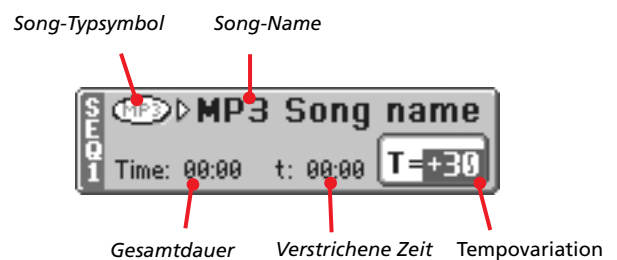 Song-Typsymbol Song-Name
SEQ1
MP3 MP3 Song name
Time: 00:00 t: 00:00 T=+30
Gesamtdauer Verstrichene Zeit Tempovariation